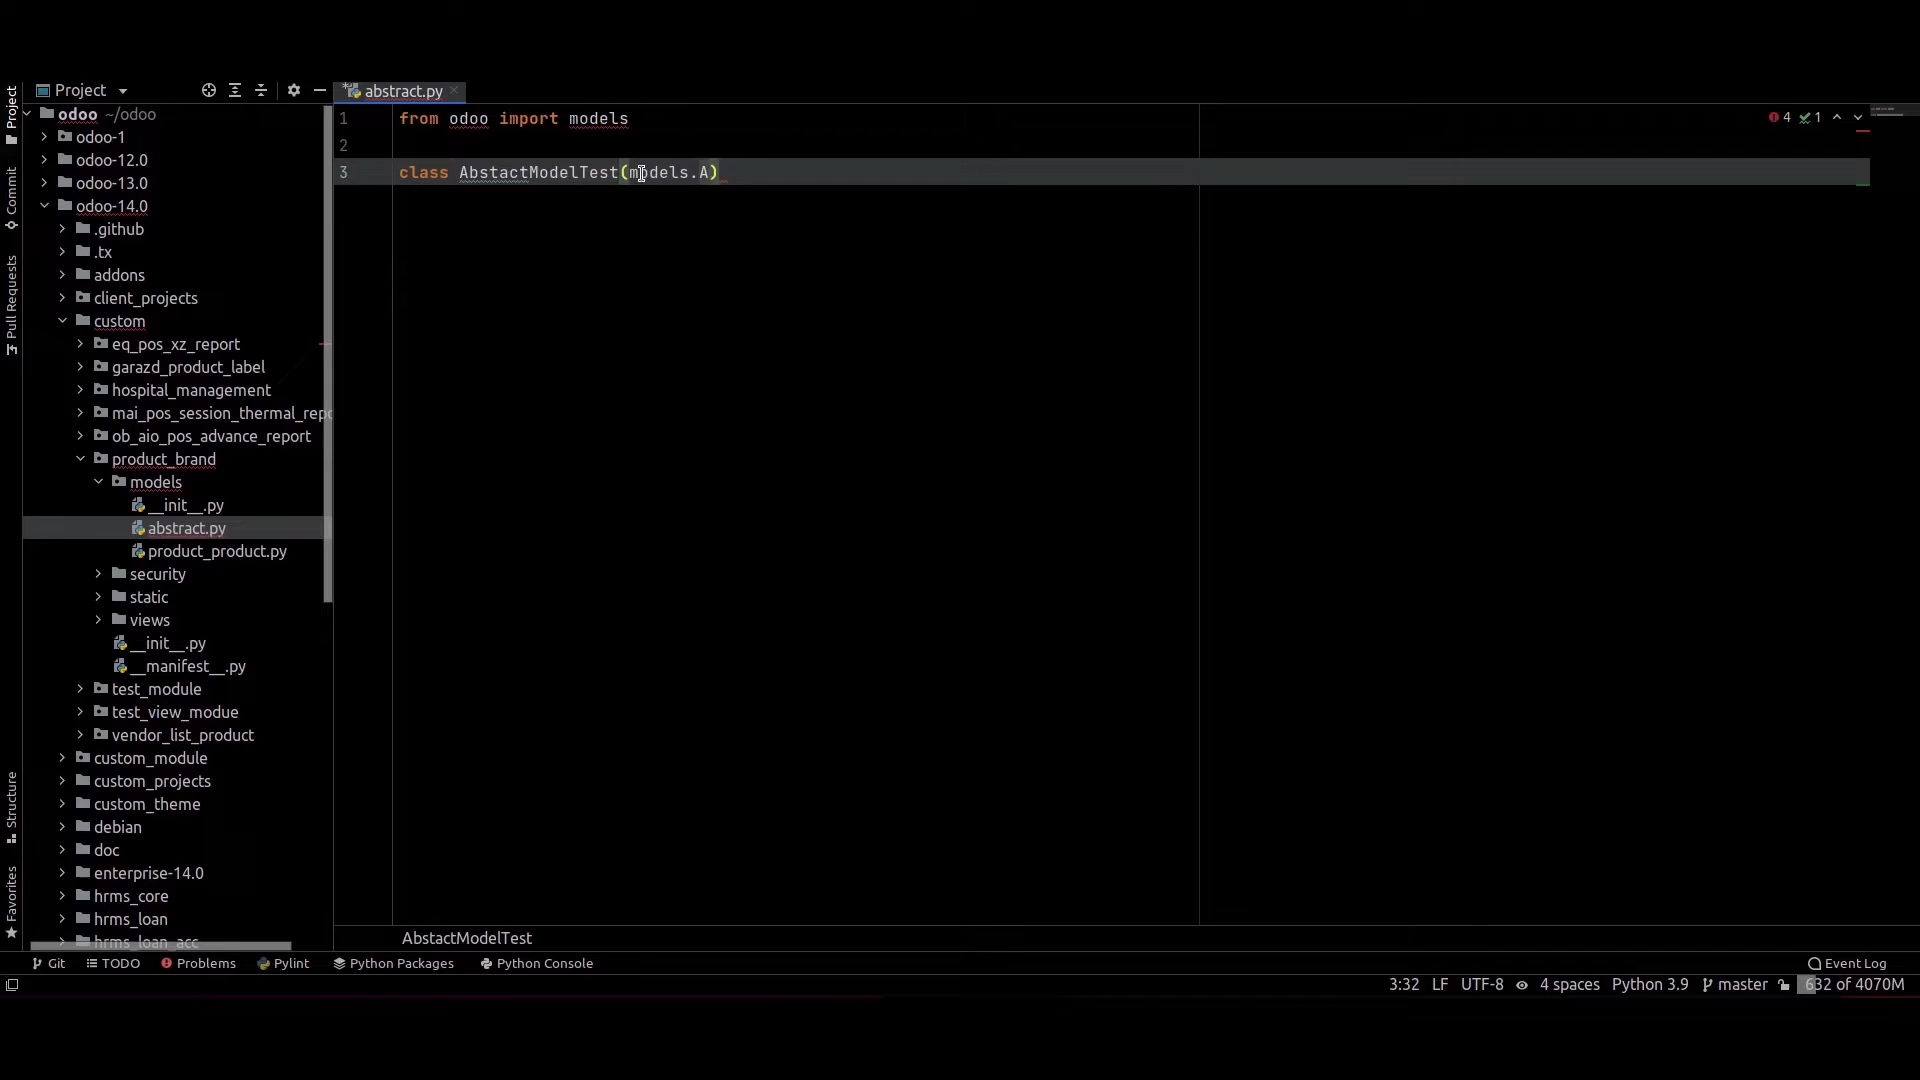 Project
abstract.py
odoo ~/odoo
odoo-1
odoo-12.0
odoo-13.0
odoo-14.0
.github
.tx
addons
client_projects
custom
eq_pos_xz_report
garazd_product_label
hospital_management
mai_pos_session_thermal_repo
ob_aio_pos_advance_report
product_brand
models
__init__.py
abstract.py
product_product.py
security
static
views
__init__.py
__manifest__.py
test_module
test_view_modue
vendor_list_product
custom_module
custom_projects
custom_theme
debian
doc
enterprise-14.0
hrms_core
hrms_loan
hrms_loan_acc
Project
Commit
Pull Requests
Structure
Favorites
1 from odoo import models
2
3 class AbstactModelTest(models.A)
4 1
AbstactModelTest
Git TODO Problems Pylint Python Packages Python Console Event Log
3:32 LF UTF-8 4 spaces Python 3.9 master 632 of 4070M